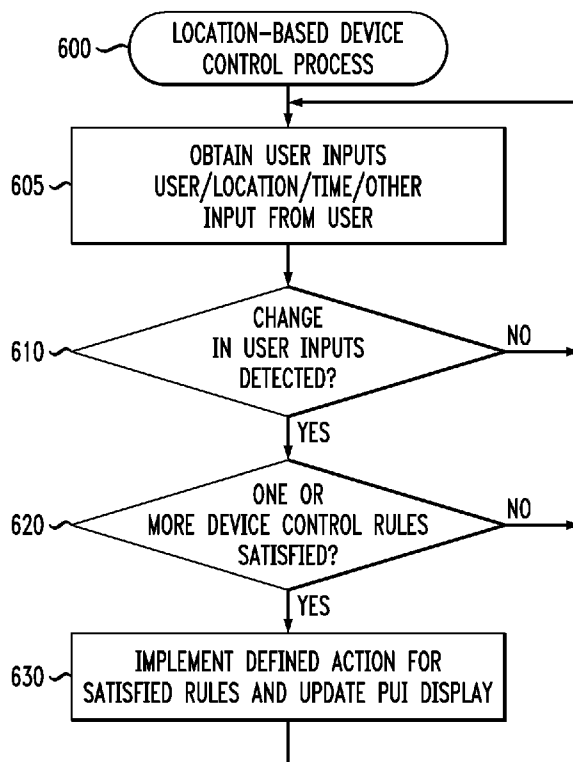 600
LOCATION-BASED DEVICE
CONTROL PROCESS
605
OBTAIN USER INPUTS
USER/LOCATION/TIME/OTHER
INPUT FROM USER
610
CHANGE
IN USER INPUTS
DETECTED?
NO
YES
620
ONE OR
MORE DEVICE CONTROL RULES
SATISFIED?
NO
YES
630
IMPLEMENT DEFINED ACTION FOR
SATISFIED RULES AND UPDATE PUI DISPLAY